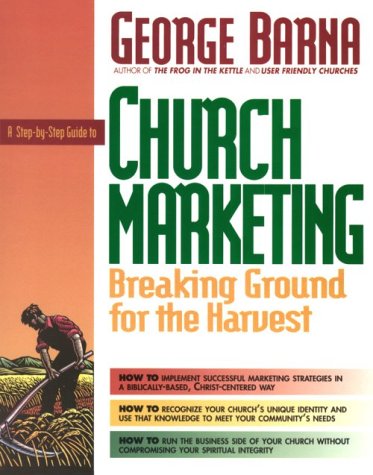 GEORGE BARNA
AUTHOR OF THE FROG IN THE KETTLE AND USER FRIENDLY CHURCHES
A Step-by-Step Guide to
CHURCH
MARKETING
Breaking Ground
for the Harvest
HOW TO IMPLEMENT SUCCESSFUL MARKETING STRATEGIES IN
A BIBLICALLY-BASED, CHRIST-CENTERED WAY
HOW TO RECOGNIZE YOUR CHURCH'S UNIQUE IDENTITY AND
USE THAT KNOWLEDGE TO MEET YOUR COMMUNITY'S NEEDS
HOW TO RUN THE BUSINESS SIDE OF YOUR CHURCH WITHOUT
COMPROMISING YOUR SPIRITUAL INTEGRITY